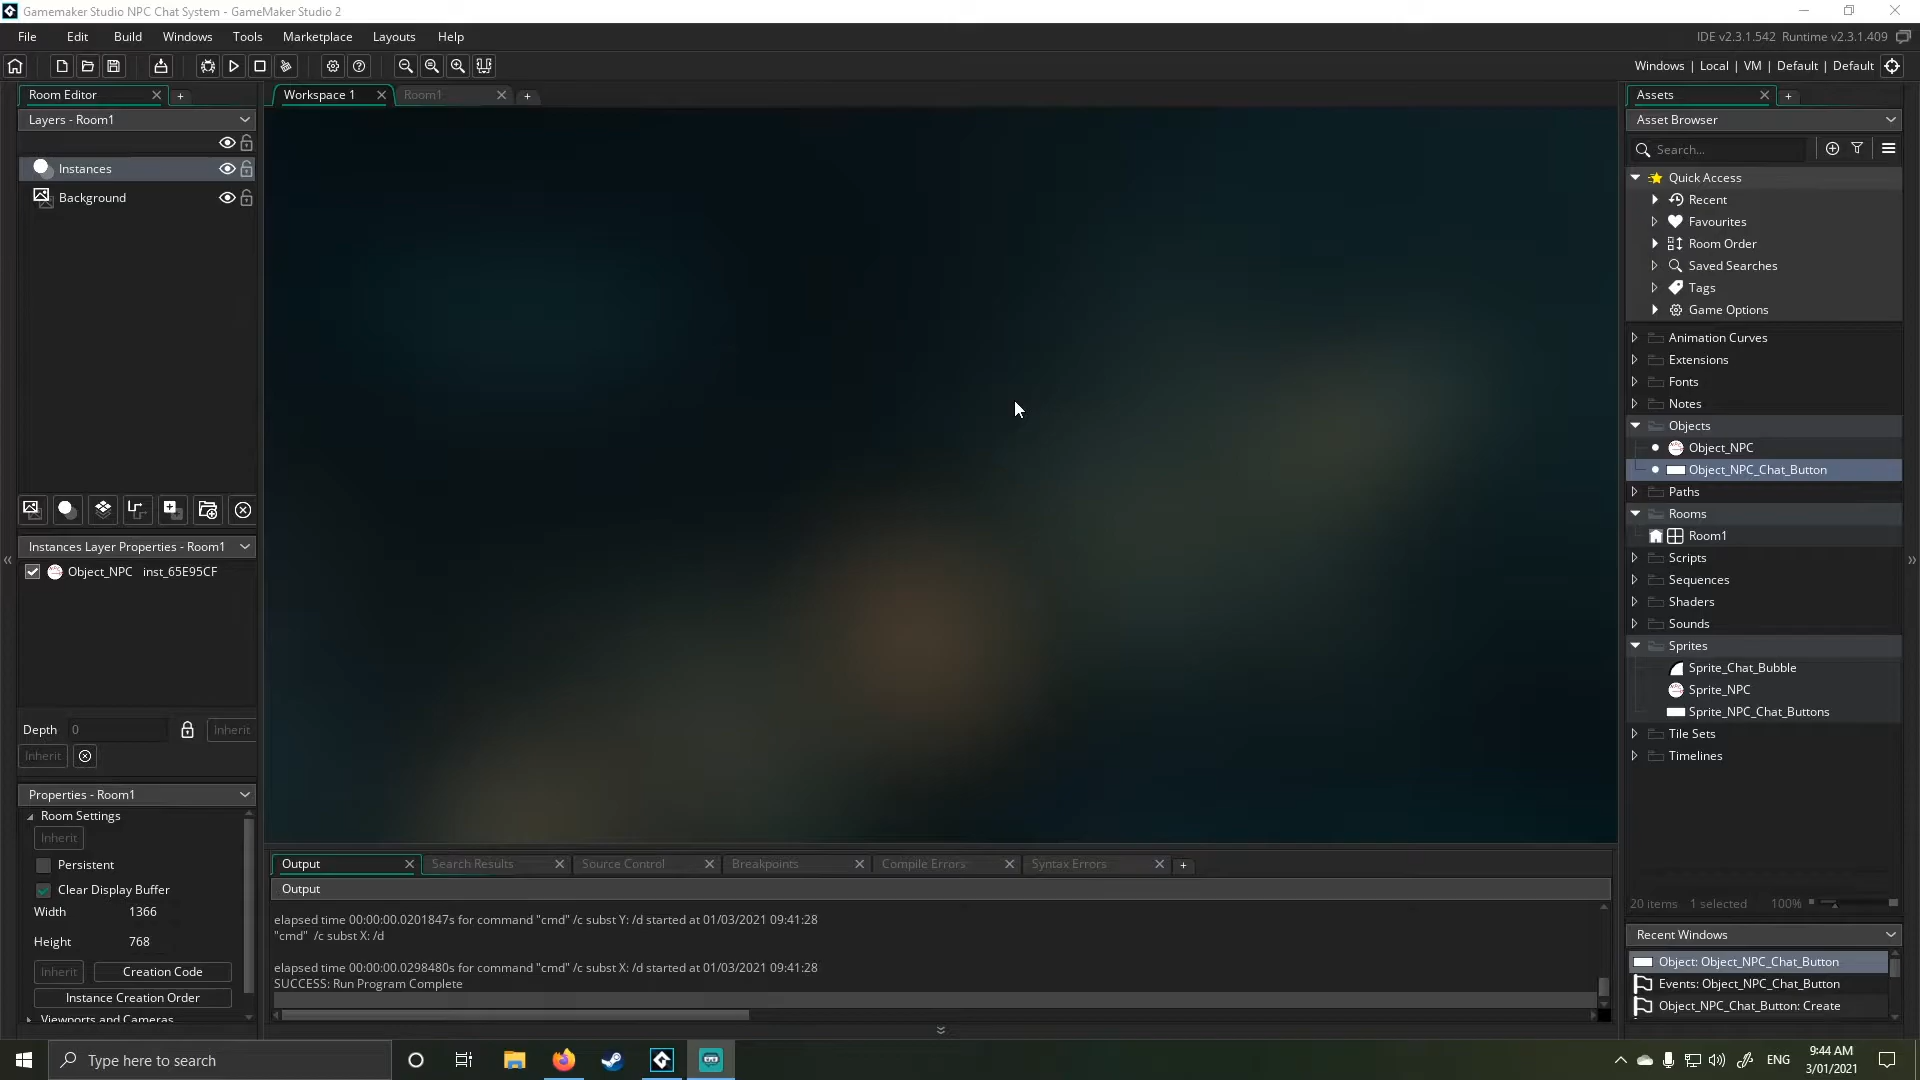 Gamemaker Studio NPC Chat System - GameMaker Studio 2
File Edit Build Windows Tools Marketplace Layouts Help
IDE v2.3.1.542 Runtime v2.3.1.409
Windows | Local | VM | Default | Default
Room Editor
Workspace 1
Room1
Assets
Layers - Room1
Asset Browser
Search...
Instances
Background
Quick Access
Recent
Favourites
Room Order
Saved Searches
Tags
Game Options
Animation Curves
Extensions
Fonts
Notes
Objects
Object_NPC
Object_NPC_Chat_Button
Paths
Rooms
Room1
Scripts
Sequences
Shaders
Sounds
Sprites
Sprite_Chat_Bubble
Sprite_NPC
Sprite_NPC_Chat_Buttons
Tile Sets
Timelines
20 items 1 selected 100%
Instances Layer Properties - Room1
Object_NPC inst_65E95CF
Depth 0 Inherit
Inherit
Properties - Room1
Room Settings
Inherit
Persistent
Clear Display Buffer
Width 1366
Height 768
Inherit Creation Code
Instance Creation Order
Viewports and Cameras
Output Search Results Source Control Breakpoints Compile Errors Syntax Errors
Output
elapsed time 00:00:00.0201847s for command "cmd" /c subst Y: /d started at 01/03/2021 09:41:28
"cmd" /c subst X: /d
elapsed time 00:00:00.0298480s for command "cmd" /c subst X: /d started at 01/03/2021 09:41:28
SUCCESS: Run Program Complete
Recent Windows
Object: Object_NPC_Chat_Button
Events: Object_NPC_Chat_Button
Object_NPC_Chat_Button: Create
Type here to search
ENG
9:44 AM
3/01/2021